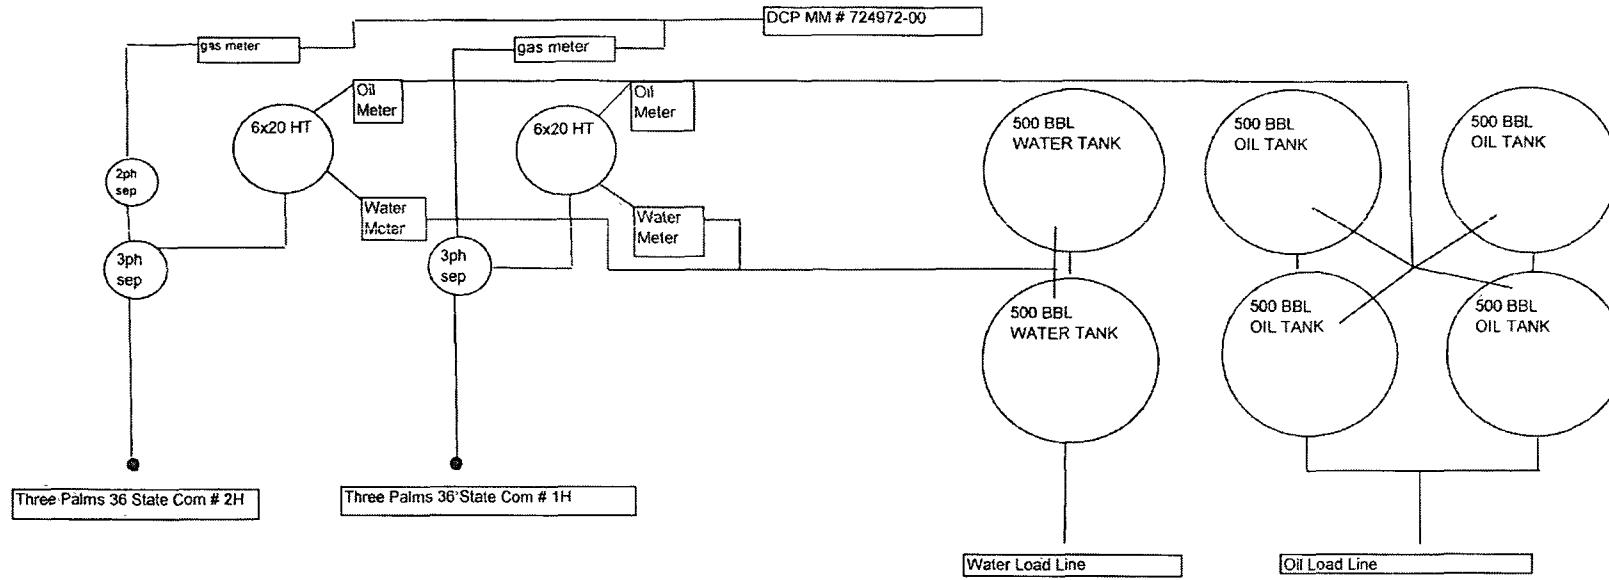 DCP MM # 724972-00
gas meter
gas meter
Oil
Meter
Oil
Meter
6x20 HT
6x20 HT
500 BBL
WATER TANK
500 BBL
OIL TANK
500 BBL
OIL TANK
2ph
sep
Water
Meter
Water
Meter
3ph
sep
3ph
sep
500 BBL
WATER TANK
500 BBL
OIL TANK
500 BBL
OIL TANK
Three Palms 36 State Com # 2H
Three Palms 36 State Com # 1H
Water Load Line
Oil Load Line